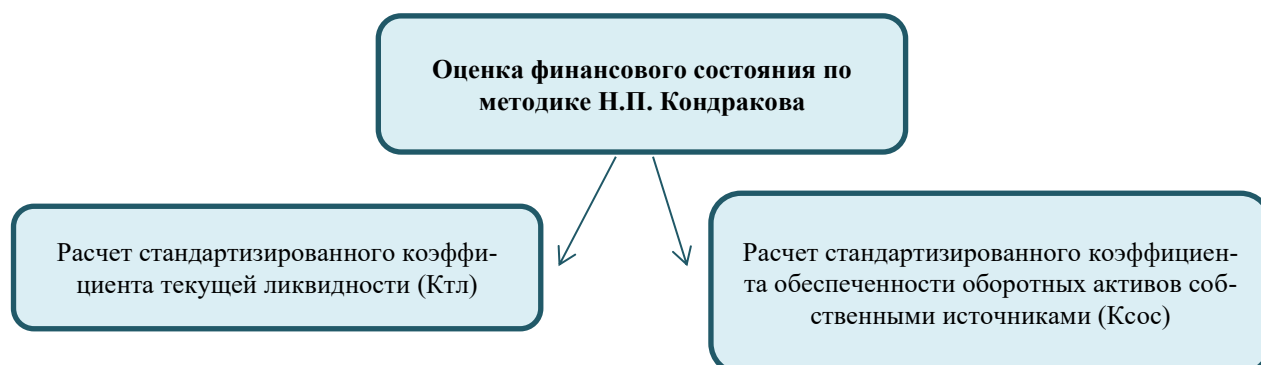 Оценка финансового состояния по
методике Н.П. Кондракова
Расчет стандартизированного коэффи-
циента текущей ликвидности (Ктл)
Расчет стандартизированного коэффициен-
та обеспеченности оборотных активов соб-
ственными источниками (Ксос)